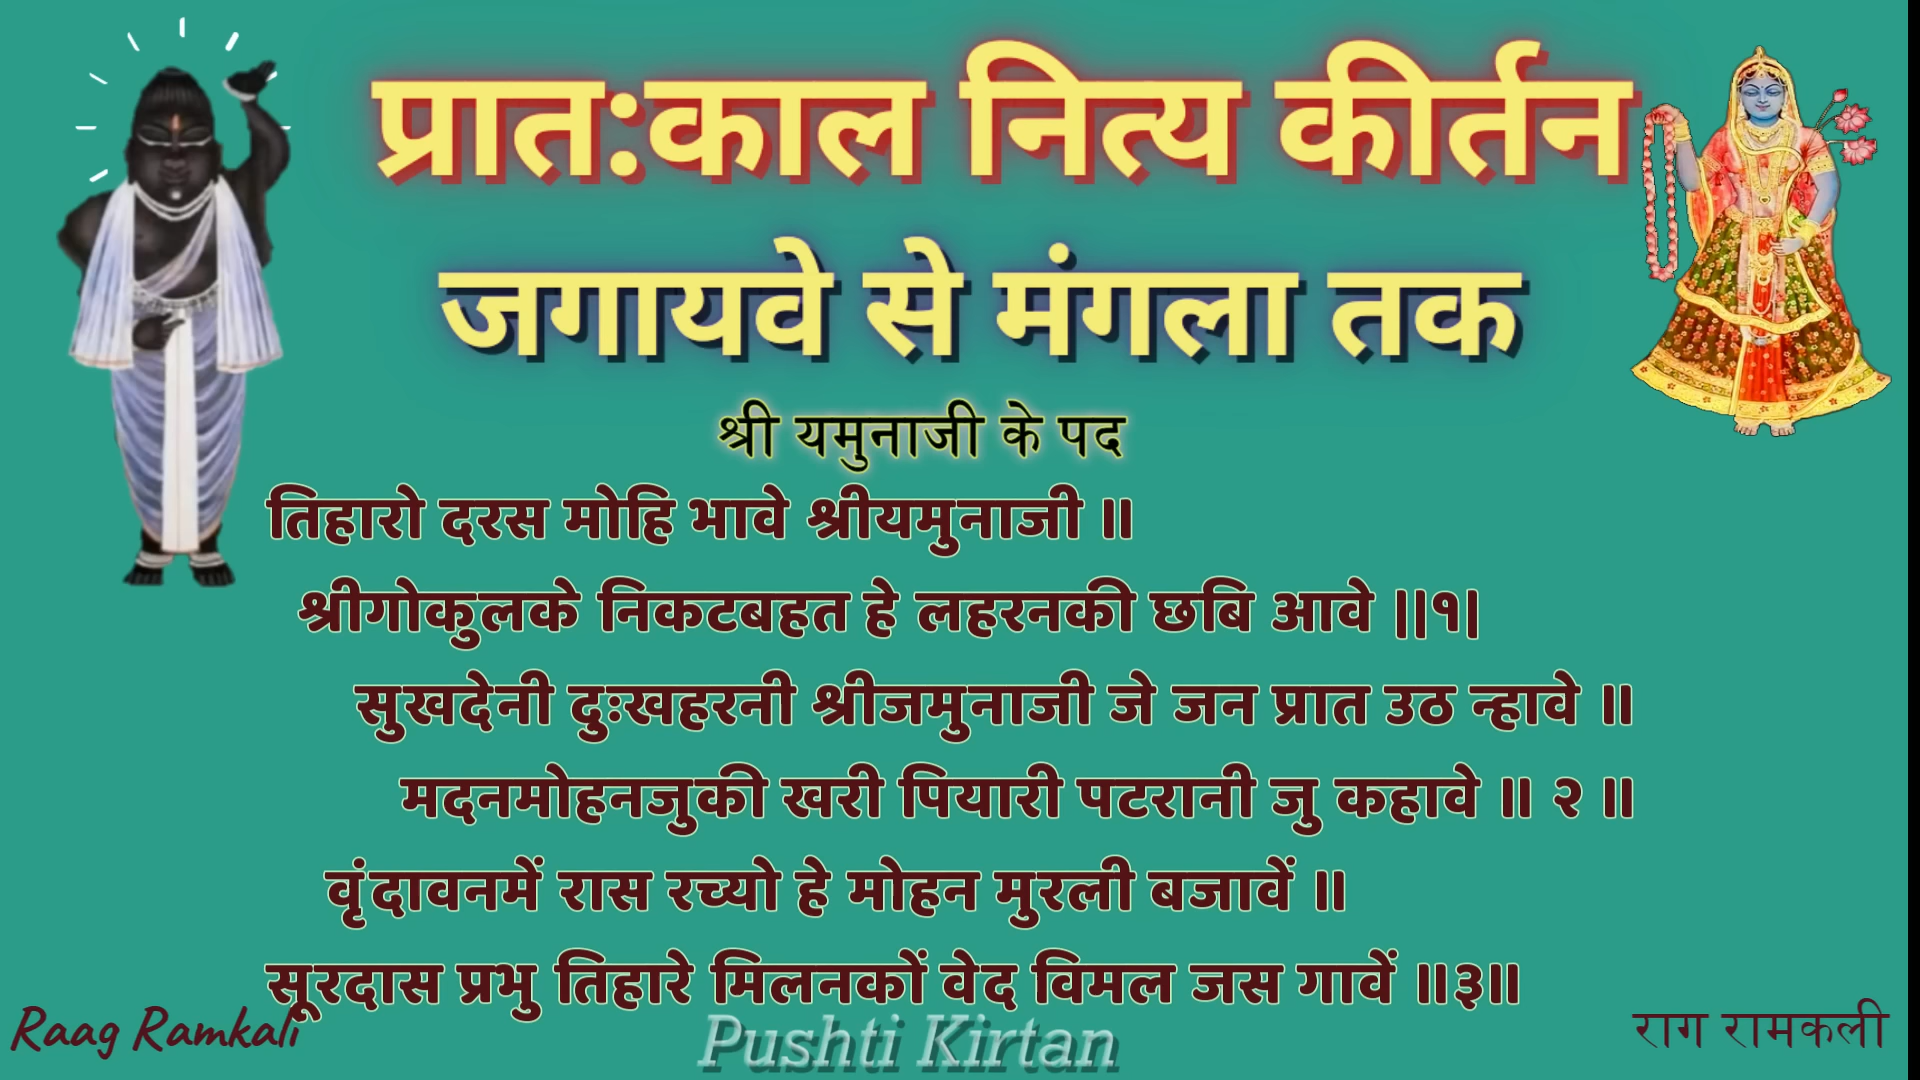 प्रात:काल नित्य कीर्तन
जगायवे से मंगला तक
श्री यमुनाजी के पद
तिहारो दरस मोहि भावे श्रीयमुनाजी ॥
श्रीगोकुलके निकटबहत हे लहरनकी छबि आवे ||१|
सुखदेनी दुःखहरनी श्रीजमुनाजी जे जन प्रात उठ न्हावे ॥
मदनमोहनजुकी खरी पियारी पटरानी जु कहावे ॥ २ ॥
वृंदावनमें रास रच्यो हे मोहन मुरली बजावें ॥
सूरदास प्रभु तिहारे मिलनकों वेद विमल जस गावें ॥३॥
Raag Ramkali
Pushti Kirtan
राग रामकली